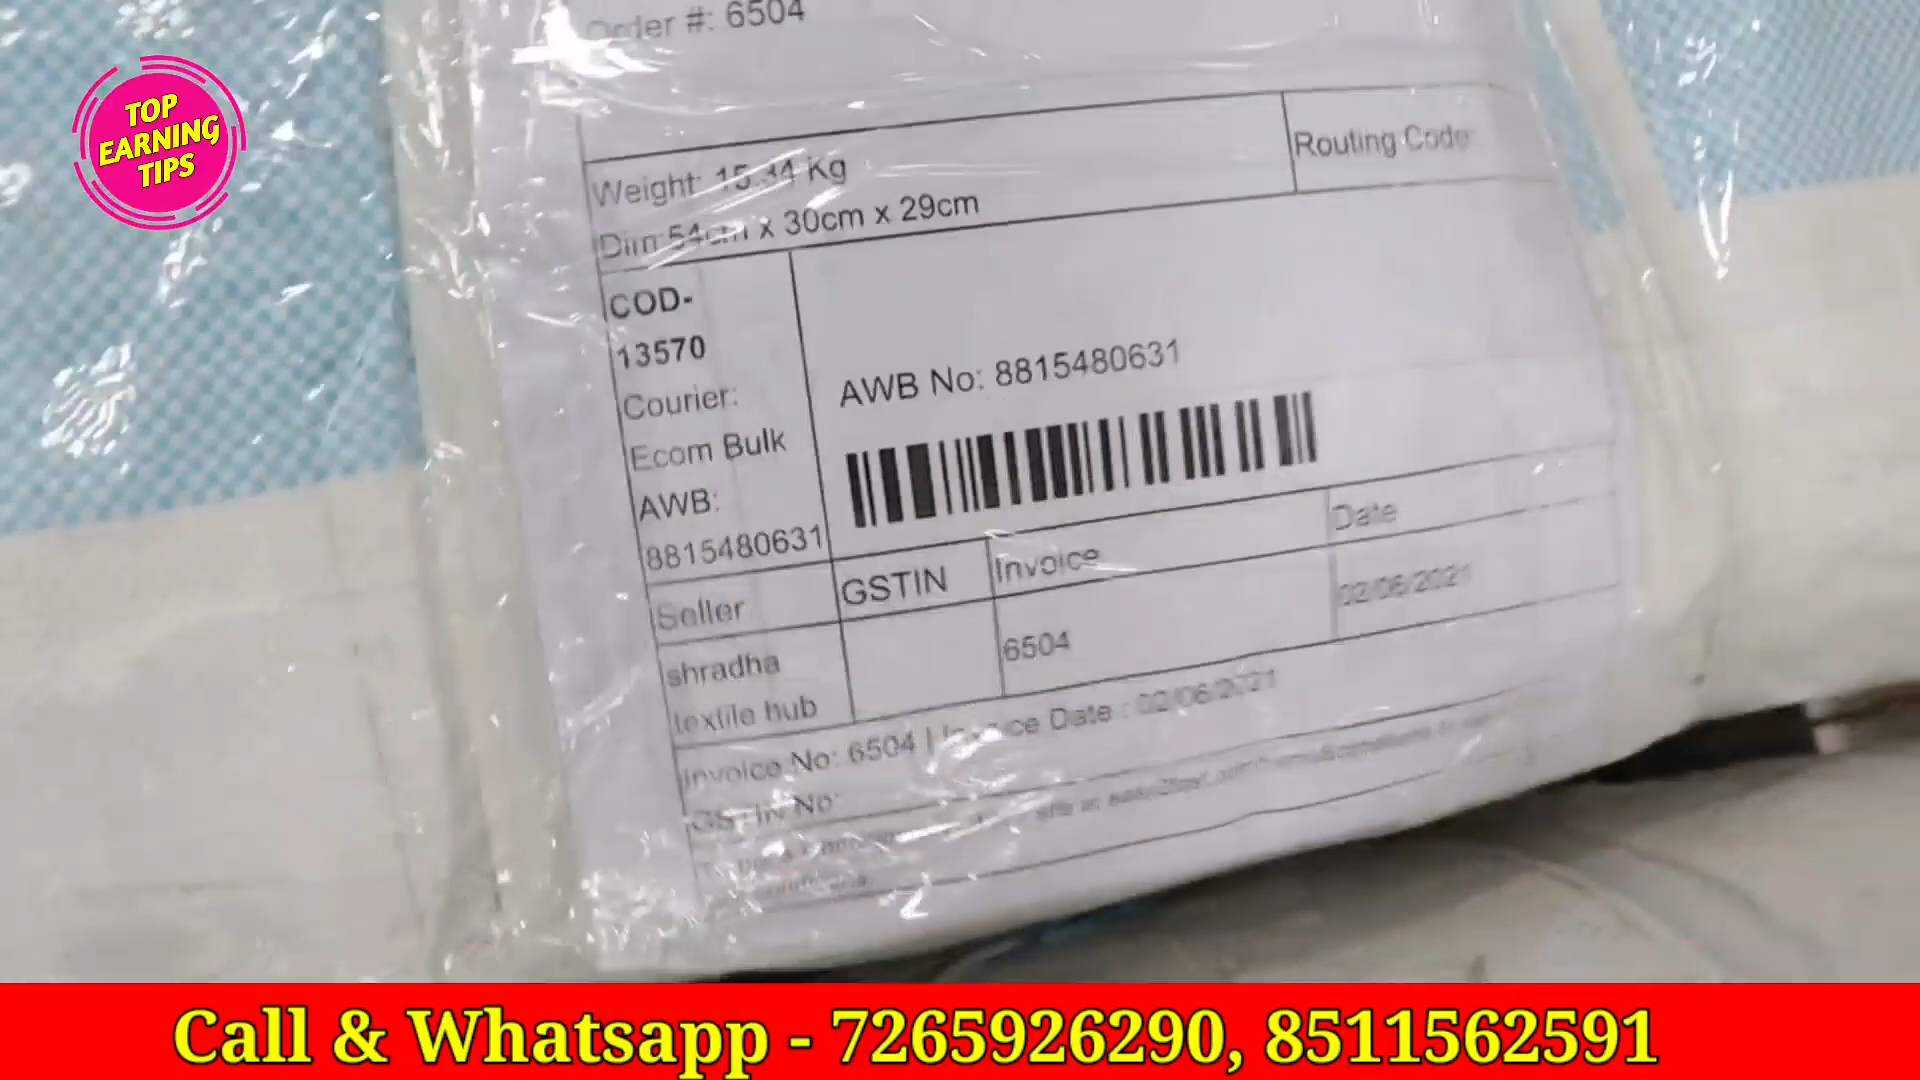 TOP
EARNING
TIPS
Order #: 6504
Weight: 15.34 Kg
Dim:54cm x 30cm x 29cm
Routing Code:
COD-
13570
Courier:
Ecom Bulk
AWB:
8815480631
AWB No: 8815480631
Seller
GSTIN
Invoice
Date
shradha
textile hub
6504
02/06/2021
Invoice No: 6504 | Invoice Date : 02/06/2021
GSTIN No:
Call & Whatsapp - 7265926290, 8511562591